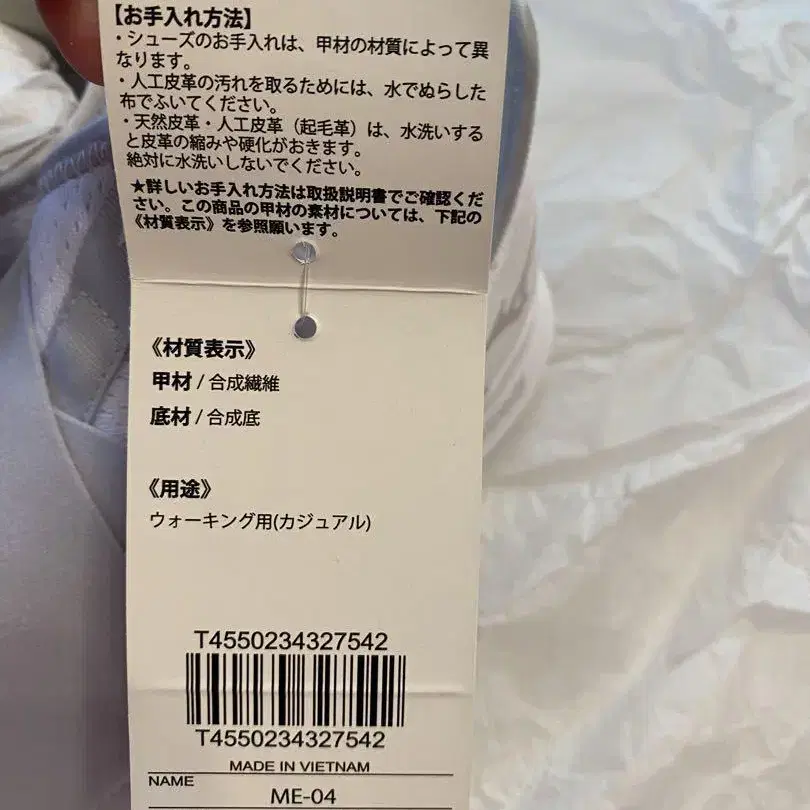 【お手入れ方法】
・シューズのお手入れは、甲材の材質によって異
なります。
・人工皮革の汚れを取るためには、水でぬらした
布でふいてください。
・天然皮革・人工皮革（起毛革）は、水洗いする
と皮革の縮みや硬化がおきます。
絶対に水洗いしないでください。
★詳しいお手入れ方法は取扱説明書でご確認くだ
さい。この商品の甲材の素材については、下記の
《材質表示》を参照願います。
《材質表示》
甲材 / 合成繊維
底材 / 合成底
《用途》
ウォーキング用(カジュアル)
T4550234327542
T4550234327542
MADE IN VIETNAM
NAME
ME-04